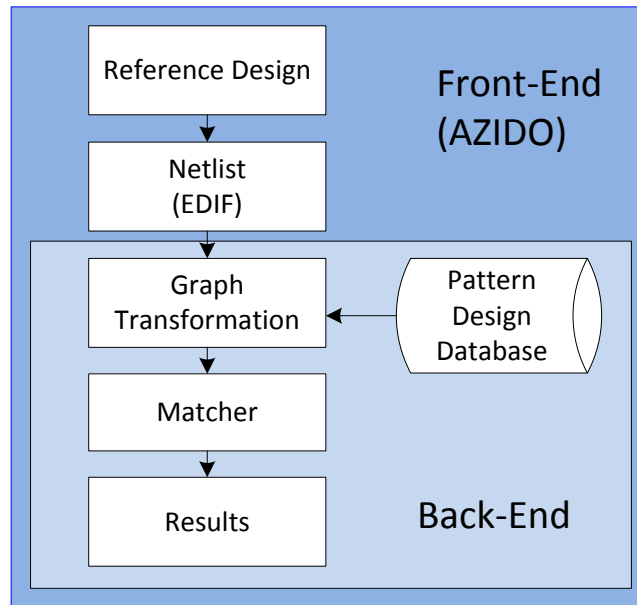 Reference Design
Front-End
(AZIDO)
Netlist
(EDIF)
Graph
Transformation
Pattern
Design
Database
Matcher
Results
Back-End